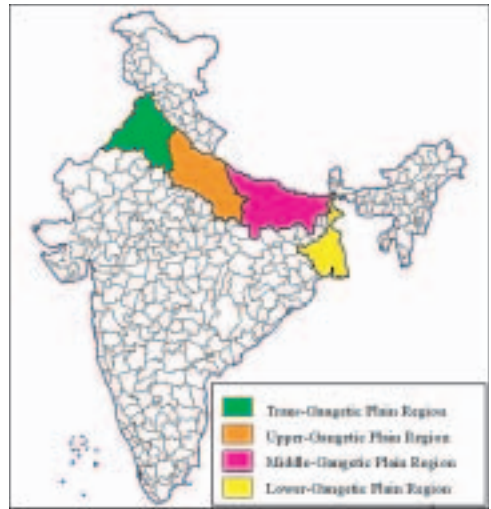 Trans-Gangetic Plain Region
Upper-Gangetic Plain Region
Middle-Gangetic Plain Region
Lower-Gangetic Plain Region